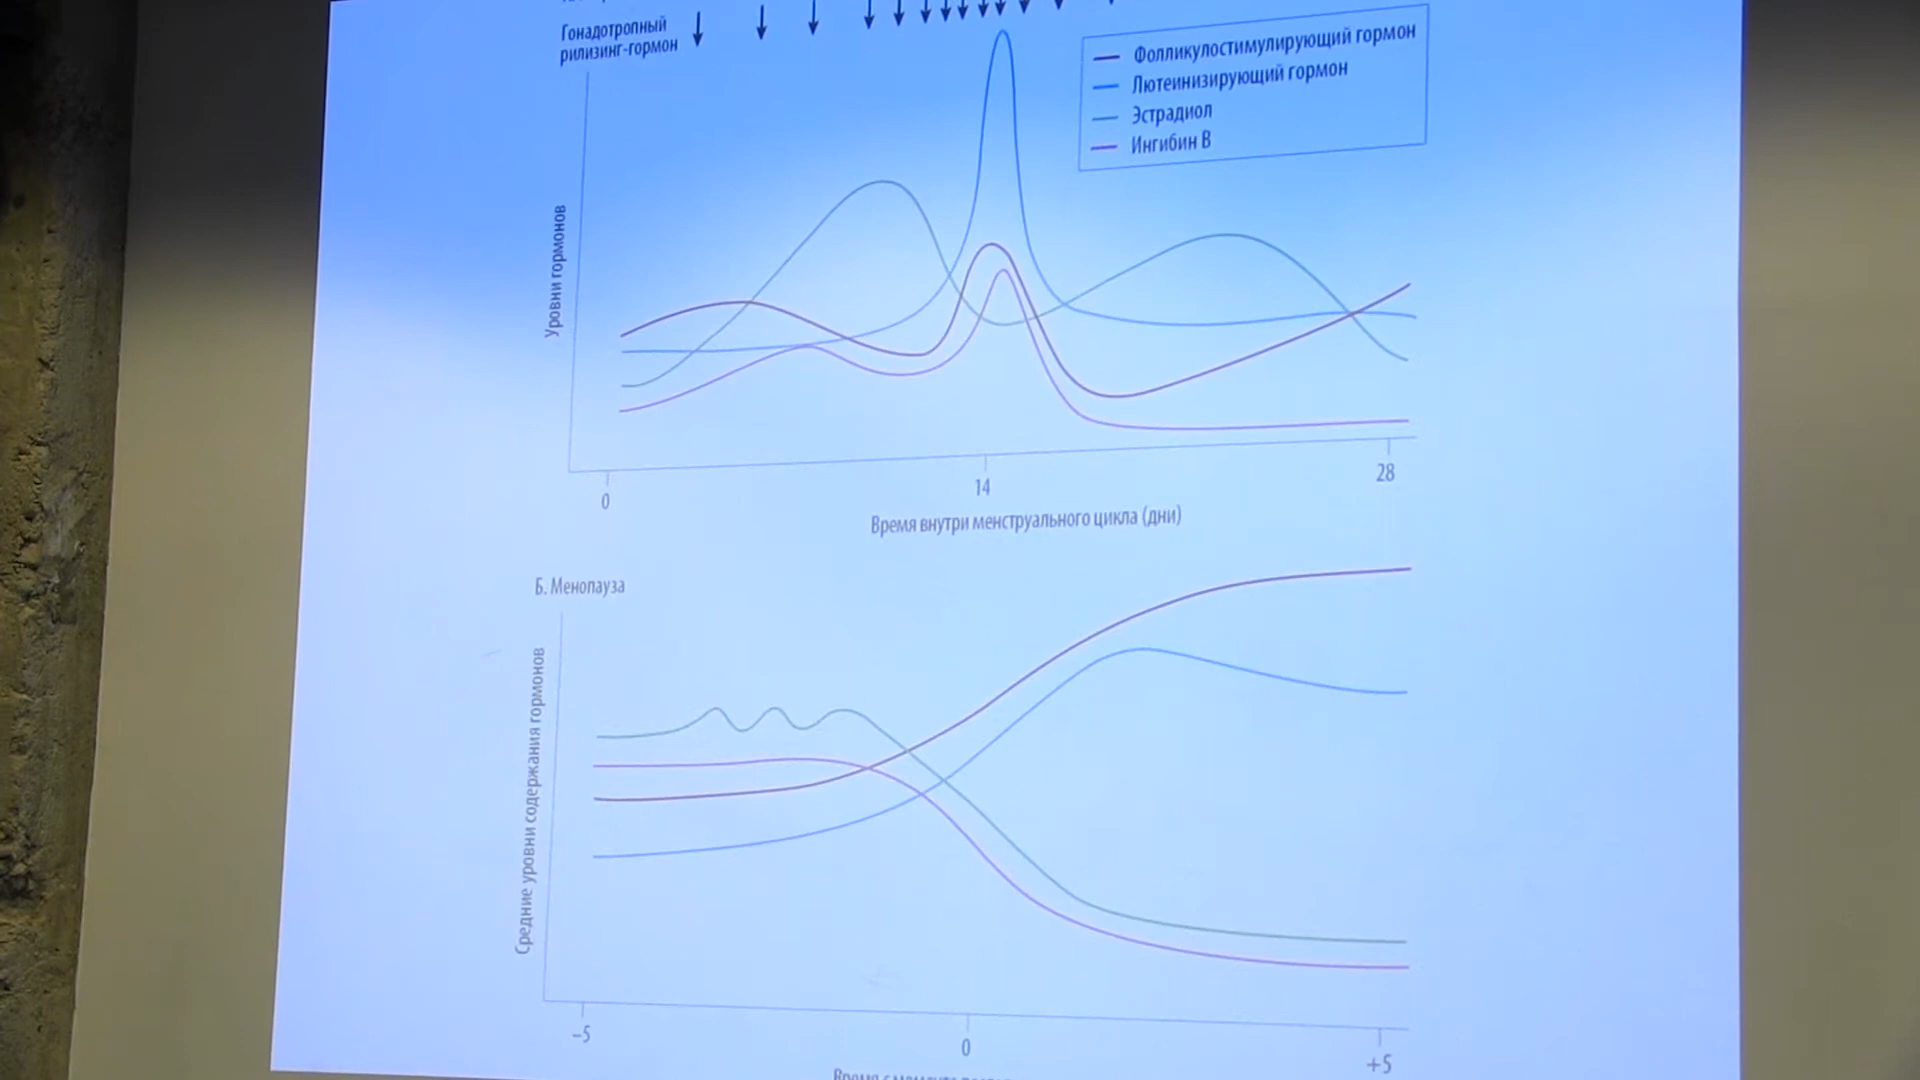 Гонадотропный
рилизинг-гормон
Фолликулостимулирующий гормон
Лютеинизирующий гормон
Эстрадиол
Ингибин B
Уровни гормонов
0
14
28
Время внутри менструального цикла (дни)
Б. Менопауза
Средние уровни содержания гормонов
–5
0
+5